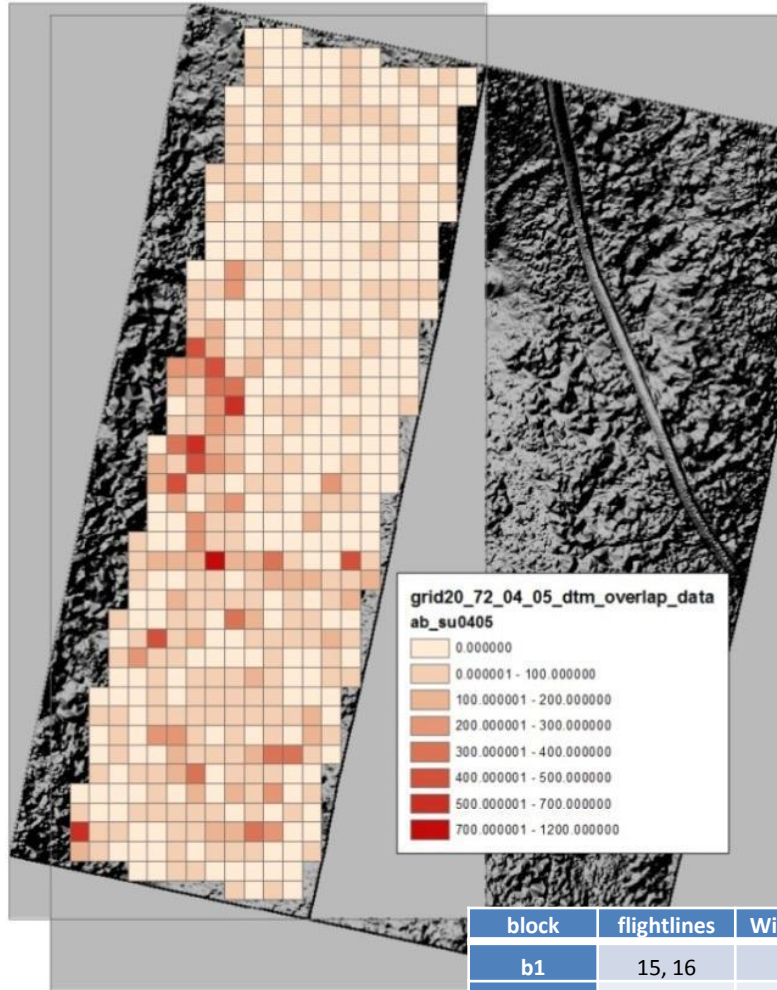 grid20_72_04_05_dtm_overlap_data
ab_su0405
0.000000
0.000001 - 100.000000
100.000001 - 200.000000
200.000001 - 300.000000
300.000001 - 400.000000
400.000001 - 500.000000
500.000001 - 700.000000
700.000001 - 1200.000000
block flightlines
b1 15, 16